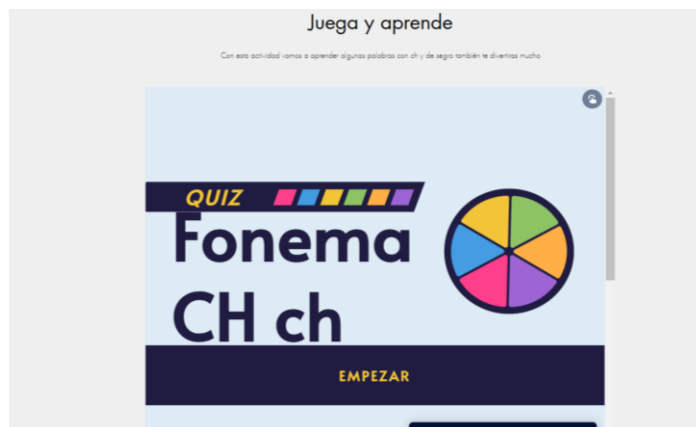 Juega y aprende
Con esta actividad vamos a aprender algunas palabras con ch y de segro también te divertiras mucho
QUIZ
Fonema
CH ch
EMPEZAR